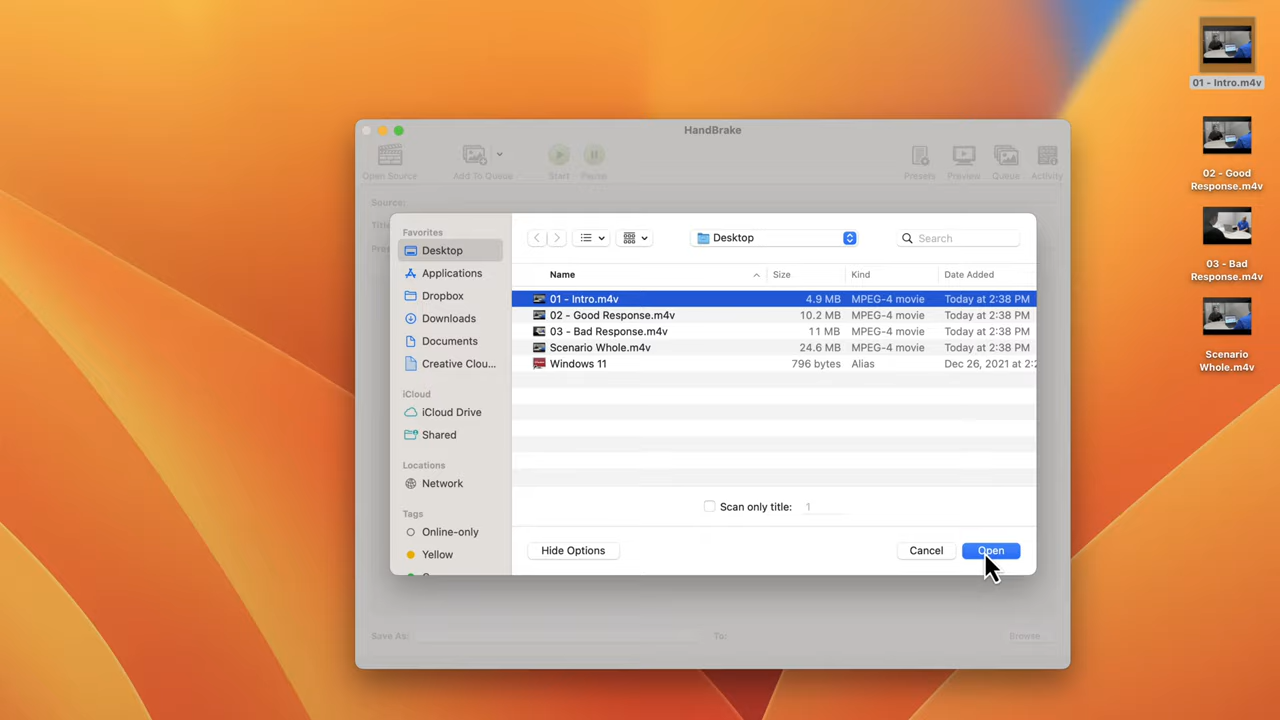 01 - Intro.m4v
02 - Good
Response.m4v
03 - Bad
Response.m4v
Scenario
Whole.m4v
HandBrake
Open Source
Add To Queue
Start
Pause
Presets
Preview
Queue
Activity
Source:
Favorites
Desktop
Applications
Dropbox
Downloads
Documents
Creative Clou...
iCloud
iCloud Drive
Shared
Locations
Network
Tags
Online-only
Yellow
Desktop
Search
Name Size Kind Date Added
01 - Intro.m4v 4.9 MB MPEG-4 movie Today at 2:38 PM
02 - Good Response.m4v 10.2 MB MPEG-4 movie Today at 2:38 PM
03 - Bad Response.m4v 11 MB MPEG-4 movie Today at 2:38 PM
Scenario Whole.m4v 24.6 MB MPEG-4 movie Today at 2:38 PM
Windows 11 796 bytes Alias Dec 26, 2021 at
Scan only title: 1
Hide Options
Cancel
Open
Save As:
To:
Browse...